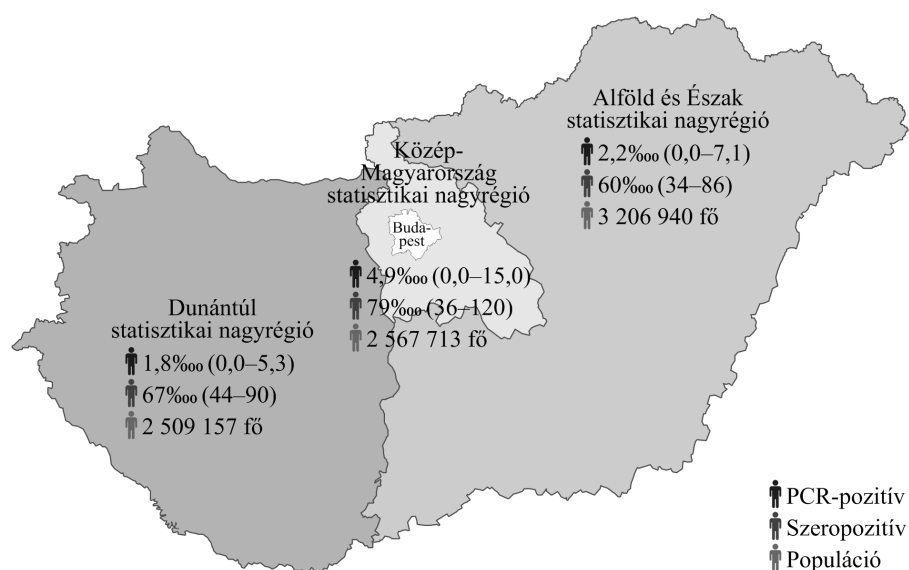 Alföld és Észak
statisztikai nagyrégió
2,2‱ (0,0–7,1)
60‱ (34–86)
3 206 940 fő
Közép-
Magyarország
statisztikai nagyrégió
Buda-
pest
4,9‱ (0,0–15,0)
79‱ (36–120)
2 567 713 fő
Dunántúl
statisztikai nagyrégió
1,8‱ (0,0–5,3)
67‱ (44–90)
2 509 157 fő
PCR-pozitív
Szeropozitív
Populáció